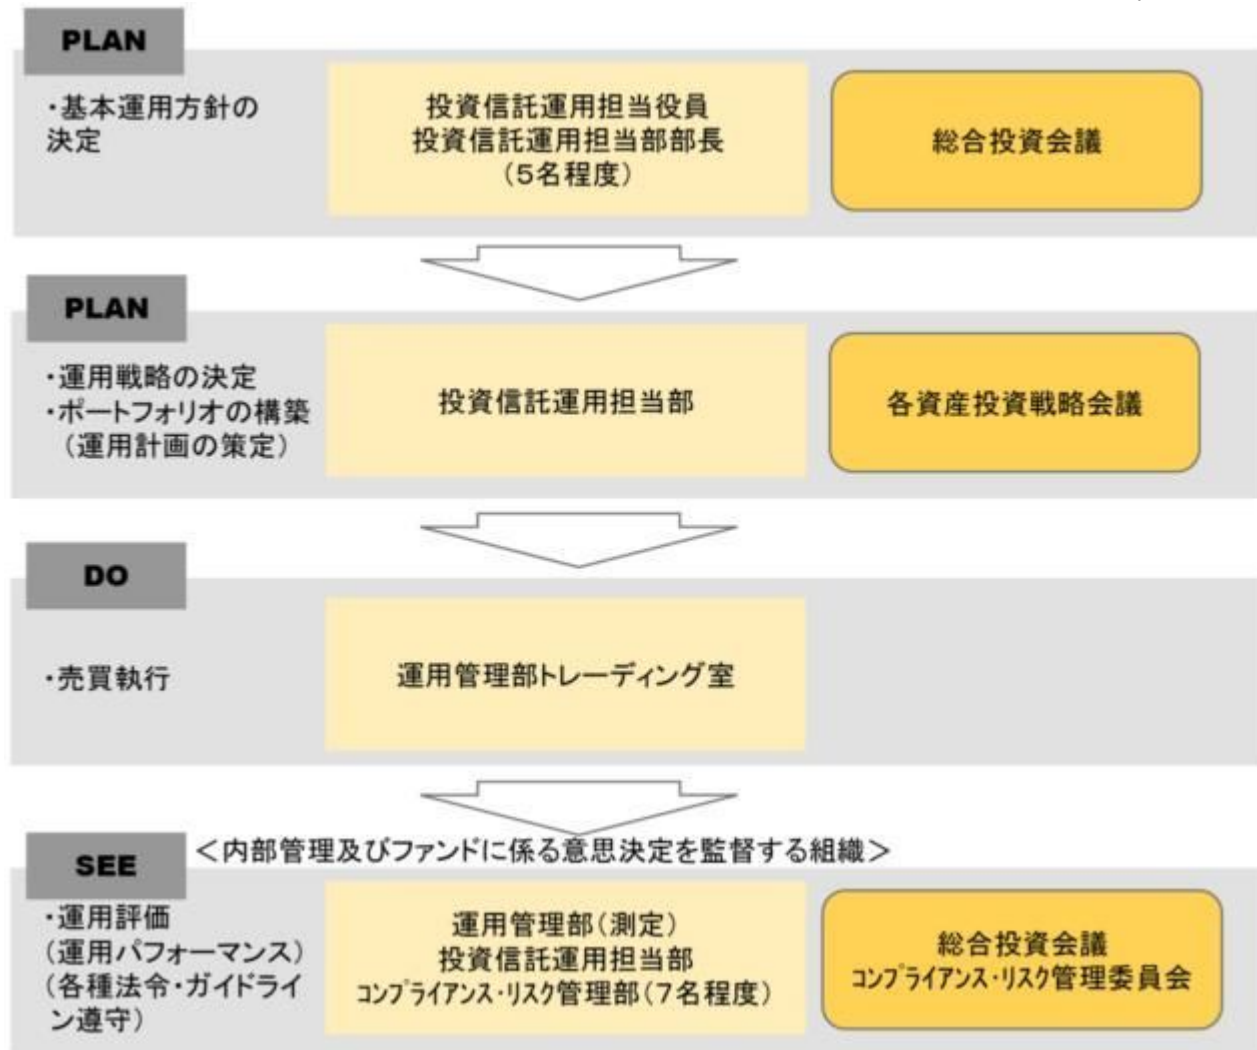 PLAN
・基本運用方針の
決定
投資信託運用担当役員
投資信託運用担当部部長
（５名程度）
総合投資会議
PLAN
・運用戦略の決定
・ポートフォリオの構築
（運用計画の策定）
投資信託運用担当部
各資産投資戦略会議
DO
・売買執行
運用管理部トレーディング室
SEE
＜内部管理及びファンドに係る意思決定を監督する組織＞
・運用評価
（運用パフォーマンス）
（各種法令・ガイドライ
ン遵守）
運用管理部（測定）
投資信託運用担当部
ｺﾝﾌﾟﾗｲｱﾝｽ・ﾘｽｸ管理部（７名程度）
総合投資会議
ｺﾝﾌﾟﾗｲｱﾝｽ・ﾘｽｸ管理委員会